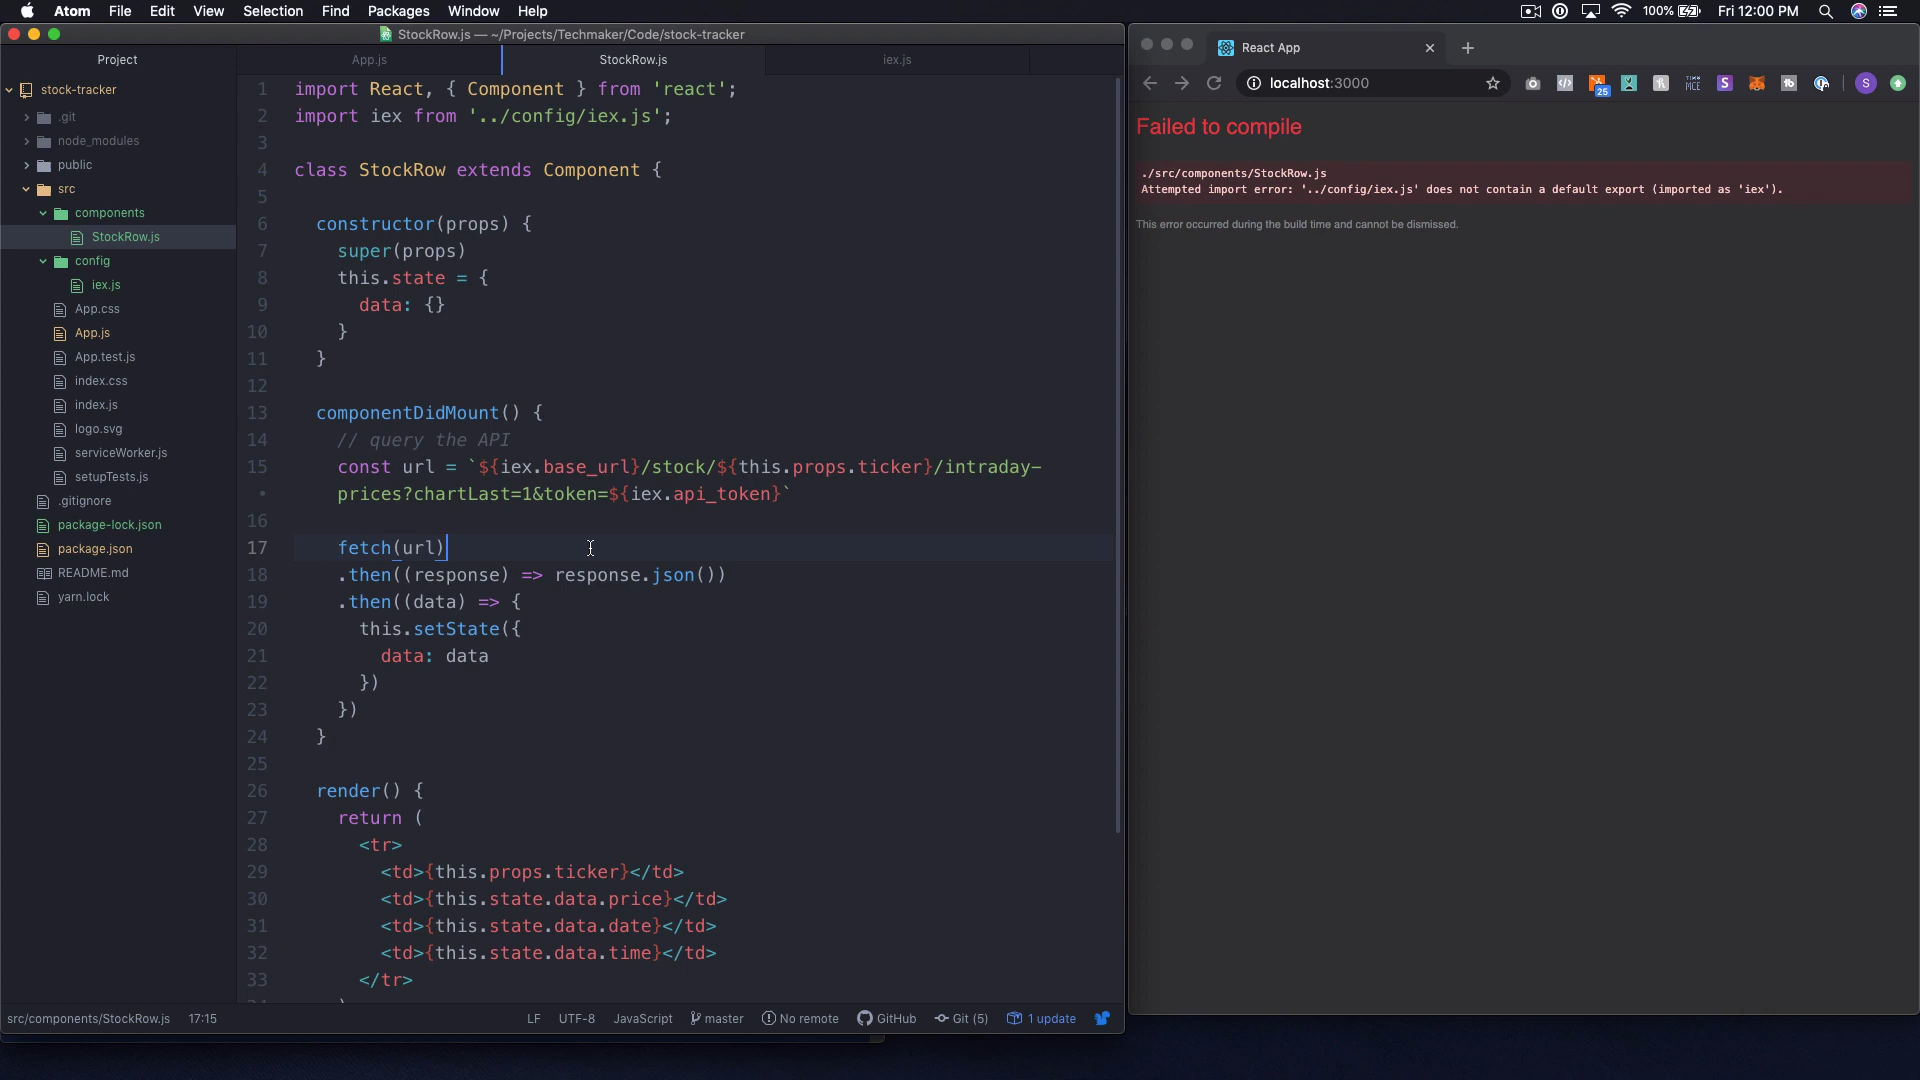 Atom File Edit View Selection Find Packages Window Help
100% Fri 12:00 PM
StockRow.js — ~/Projects/Techmaker/Code/stock-tracker
Project
stock-tracker
.git
node_modules
public
src
components
StockRow.js
config
iex.js
App.css
App.js
App.test.js
index.css
index.js
logo.svg
serviceWorker.js
setupTests.js
.gitignore
package-lock.json
package.json
README.md
yarn.lock
App.js StockRow.js iex.js
1 import React, { Component } from 'react';
2 import iex from '../config/iex.js';
3
4 class StockRow extends Component {
5
6 constructor(props) {
7 super(props)
8 this.state = {
9 data: {}
10 }
11 }
12
13 componentDidMount() {
14 // query the API
15 const url = `${iex.base_url}/stock/${this.props.ticker}/intraday-
• prices?chartLast=1&token=${iex.api_token}`
16
17 fetch(url)
18 .then((response) => response.json())
19 .then((data) => {
20 this.setState({
21 data: data
22 })
23 })
24 }
25
26 render() {
27 return (
28 <tr>
29 <td>{this.props.ticker}</td>
30 <td>{this.state.data.price}</td>
31 <td>{this.state.data.date}</td>
32 <td>{this.state.data.time}</td>
33 </tr>
src/components/StockRow.js 17:15 LF UTF-8 JavaScript master No remote GitHub Git (5) 1 update
React App
localhost:3000
25
S
S
Failed to compile
./src/components/StockRow.js
Attempted import error: '../config/iex.js' does not contain a default export (imported as 'iex').
This error occurred during the build time and cannot be dismissed.